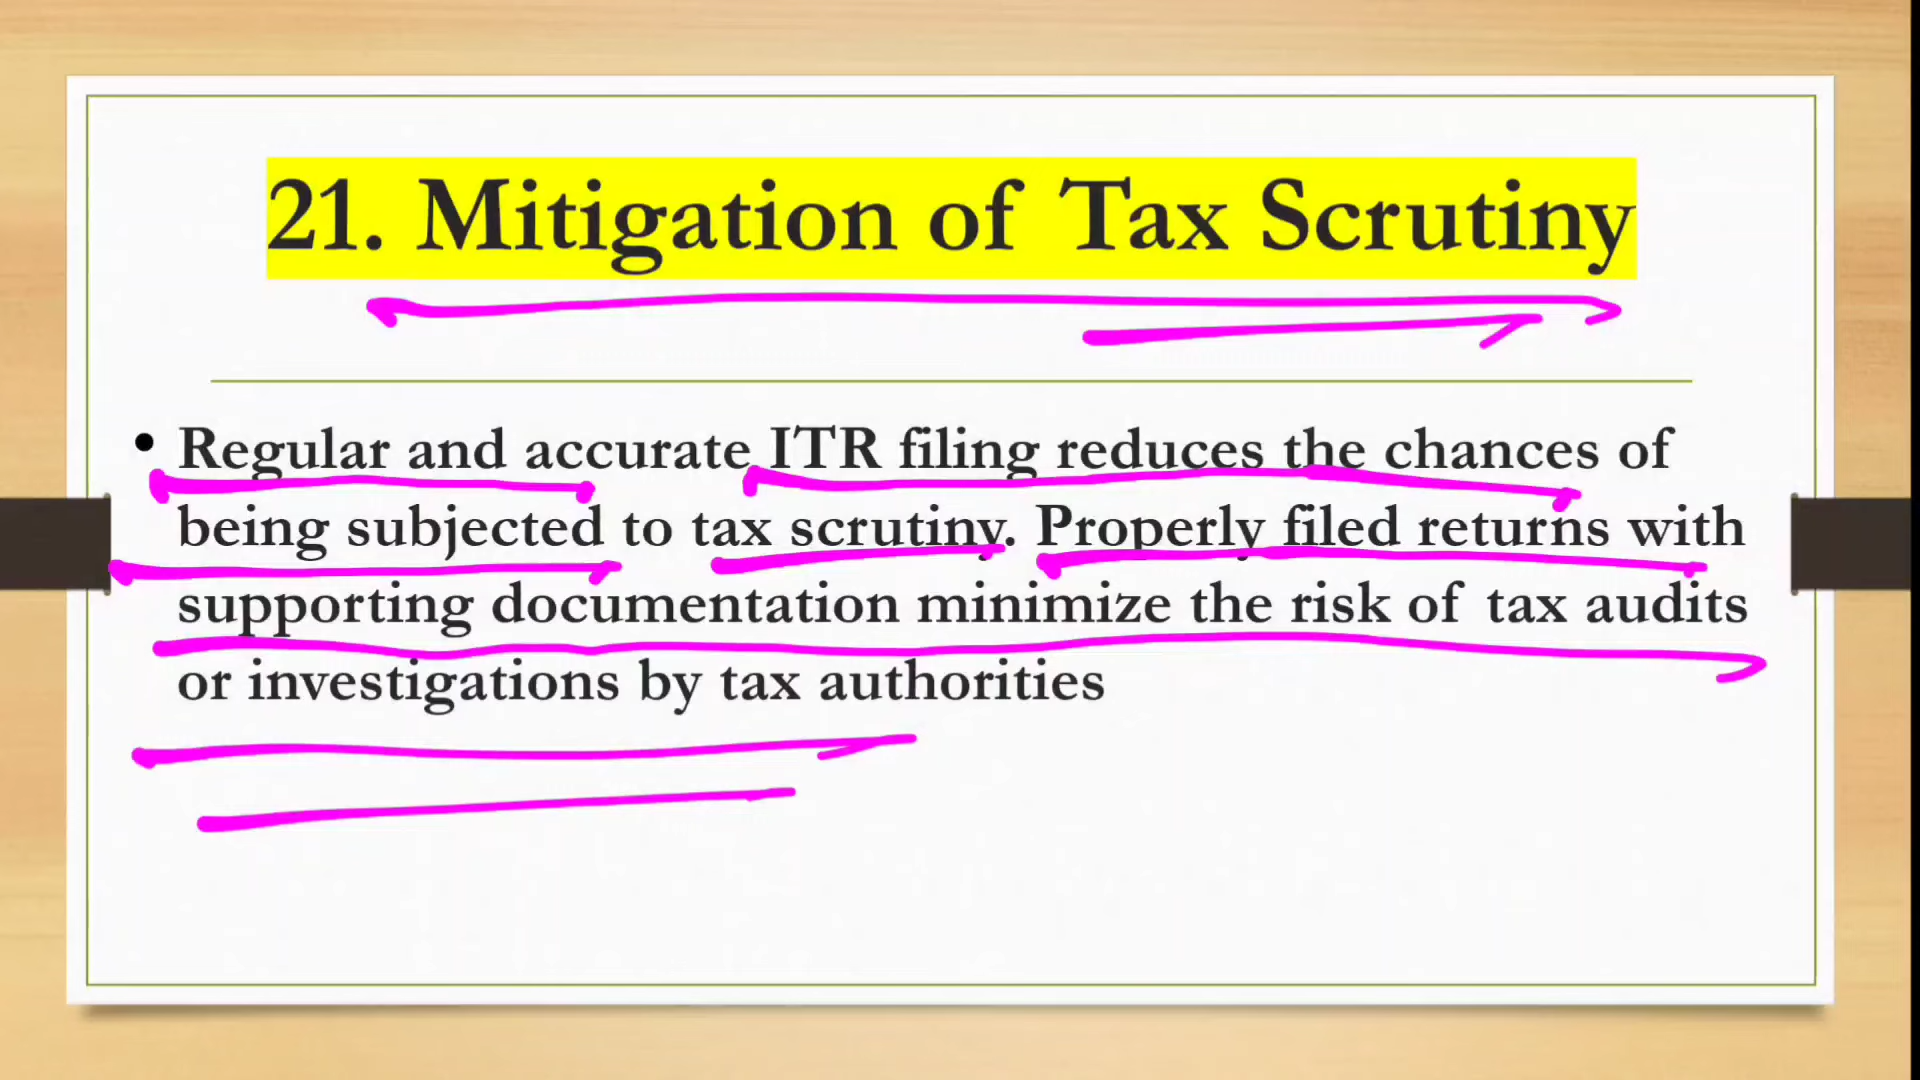 21. Mitigation of Tax Scrutiny
• Regular and accurate ITR filing reduces the chances of
being subjected to tax scrutiny. Properly filed returns with
supporting documentation minimize the risk of tax audits
or investigations by tax authorities